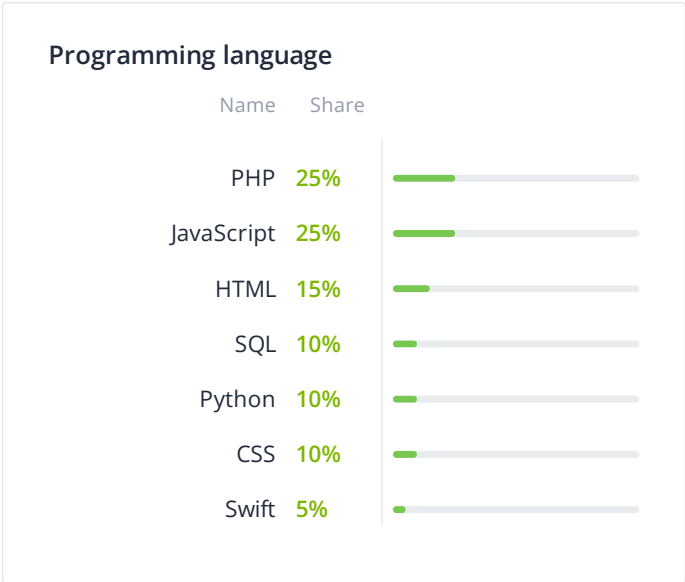 Programming language
Name Share
PHP 25%
JavaScript 25%
HTML 15%
SQL 10%
Python 10%
CSS 10%
Swift 5%